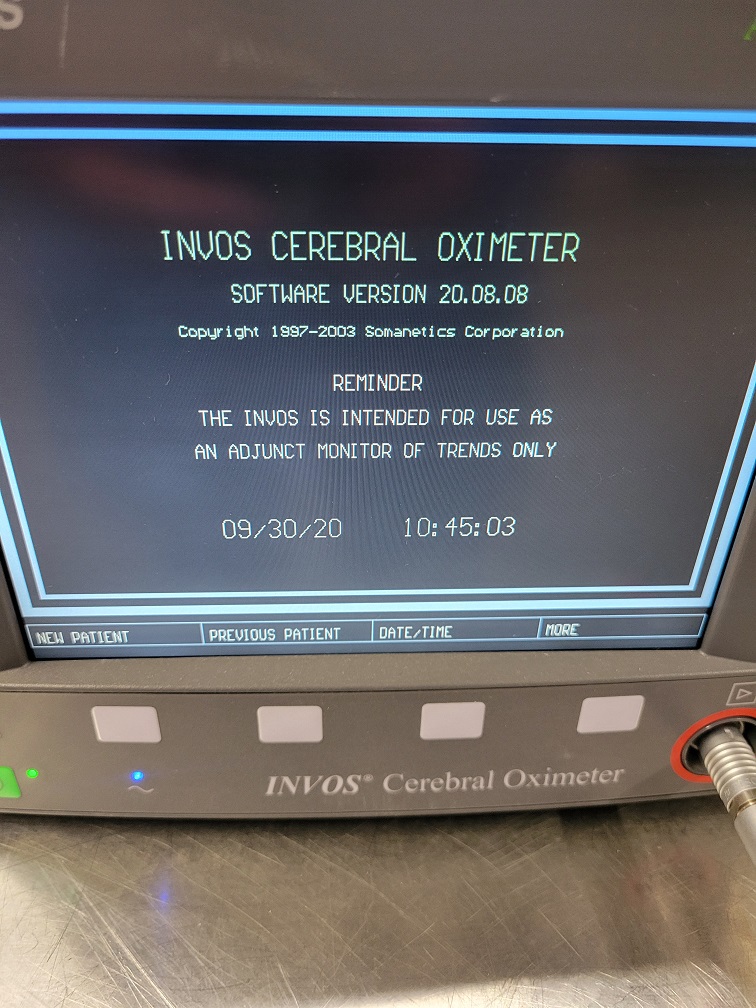 S
INVOS CEREBRAL OXIMETER
SOFTWARE VERSION 20.08.08
Copyright 1997-2003 Somanetics Corporation
REMINDER
THE INVOS IS INTENDED FOR USE AS
AN ADJUNCT MONITOR OF TRENDS ONLY
09/30/20 10:45:03
NEW PATIENT PREVIOUS PATIENT DATE/TIME MORE
INVOS® Cerebral Oximeter